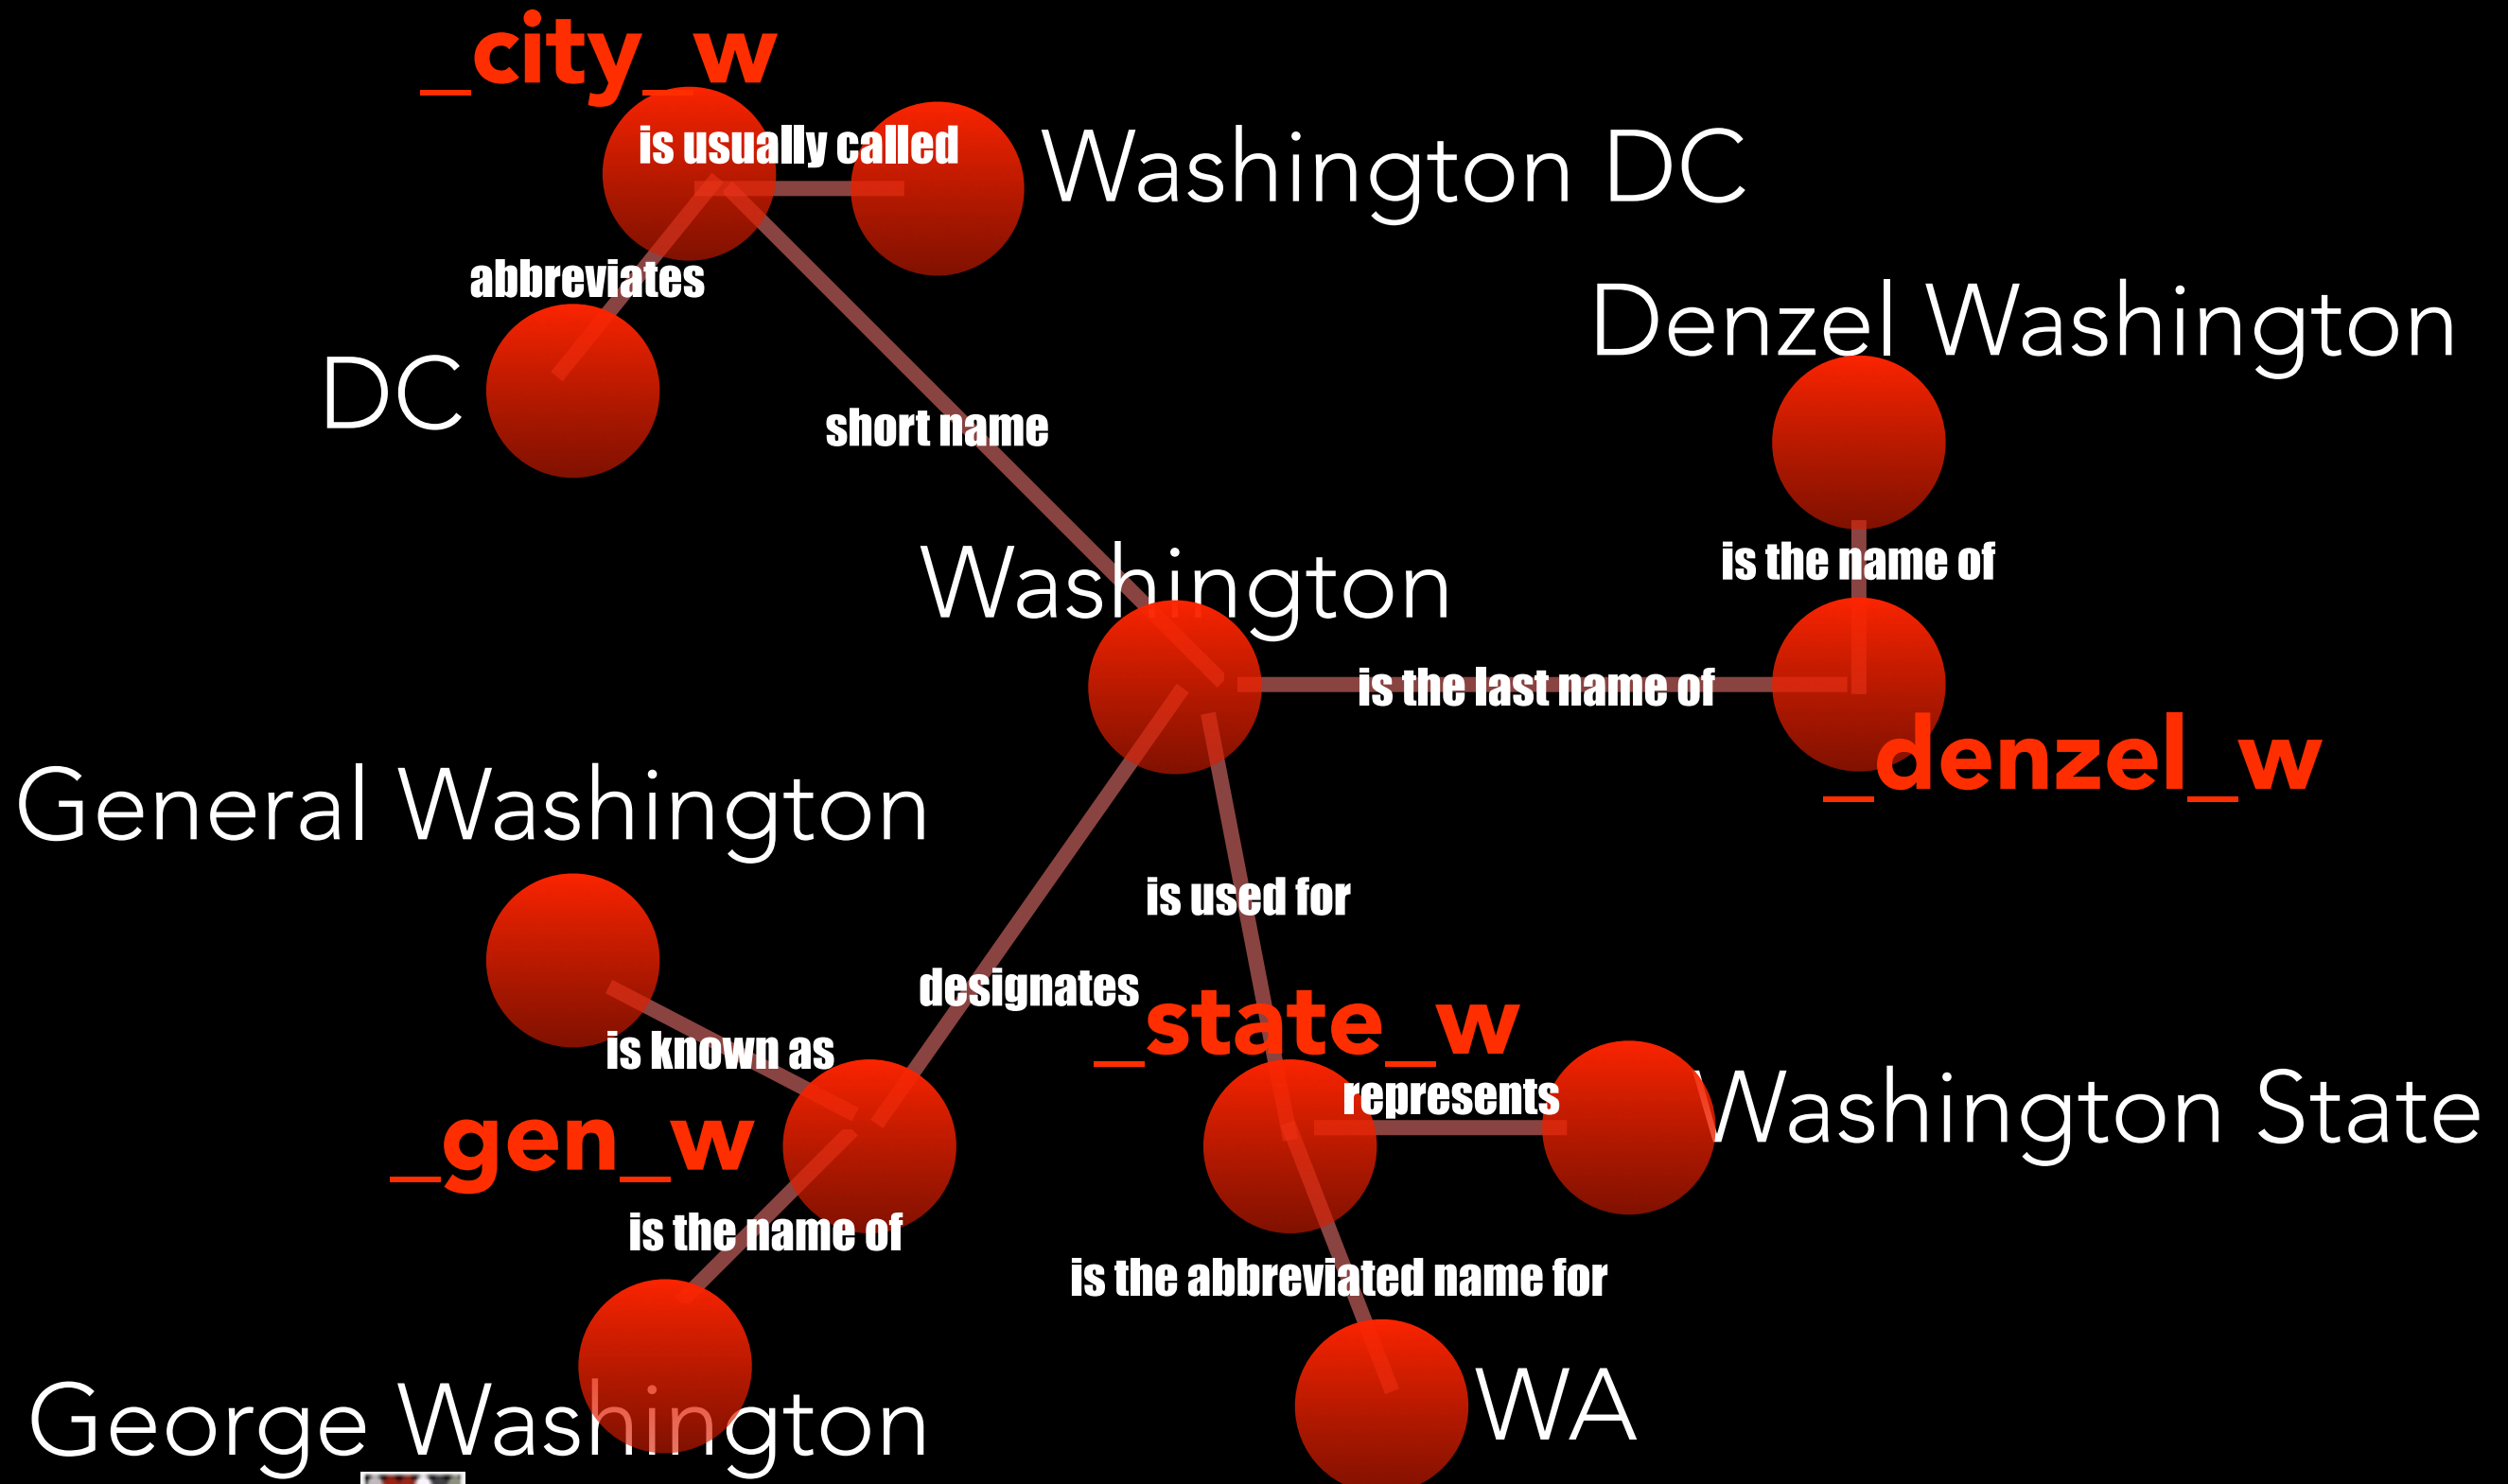 _city_w
is usually called
Washington DC
abbreviates
DC
short name
Denzel Washington
is the name of
Washington
is the last name of
_denzel_w
General Washington
is used for
designates
is known as
_state_w
represents
Washington State
_gen_w
is the name of
is the abbreviated name for
George Washington
WA